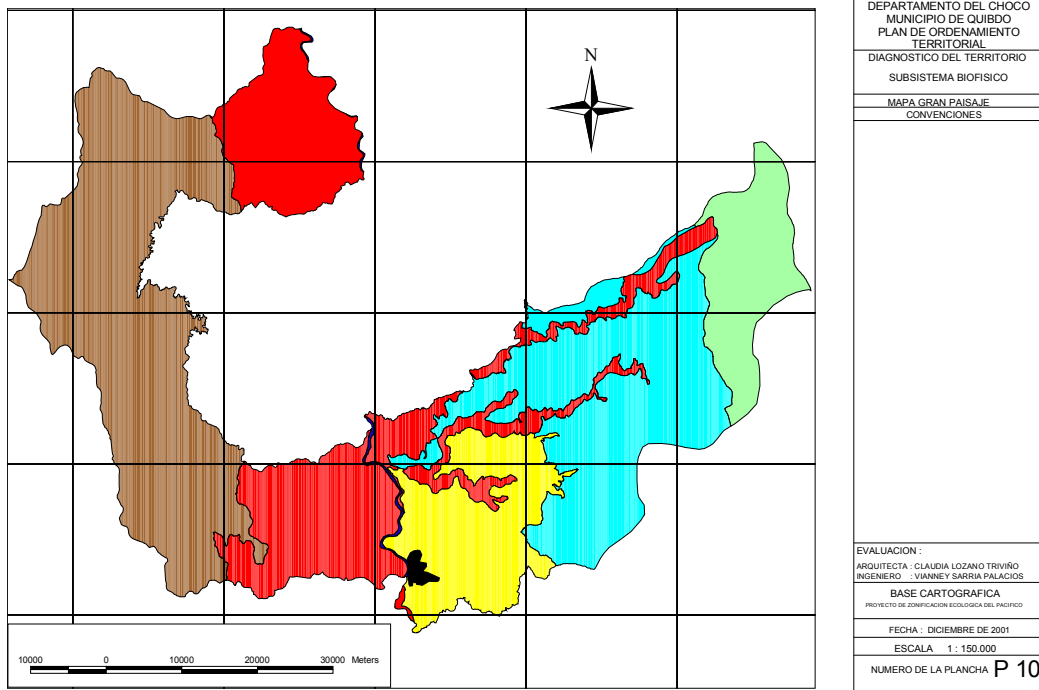 N
10000 0 10000 20000 30000 Meters
DEPARTAMENTO DEL CHOCO
MUNICIPIO DE QUIBDO
PLAN DE ORDENAMIENTO
TERRITORIAL
DIAGNOSTICO DEL TERRITORIO
SUBSISTEMA BIOFISICO
MAPA GRAN PAISAJE
CONVENCIONES
EVALUACION :
ARQUITECTA : CLAUDIA LOZANO TRIVIÑO
INGENIERO : VIANNEY SARRIA PALACIOS
BASE CARTOGRAFICA
PROYECTO DE ZONIFICACION ECOLOGICA DEL PACIFICO
FECHA : DICIEMBRE DE 2001
ESCALA 1 : 150.000
NUMERO DE LA PLANCHA P 10